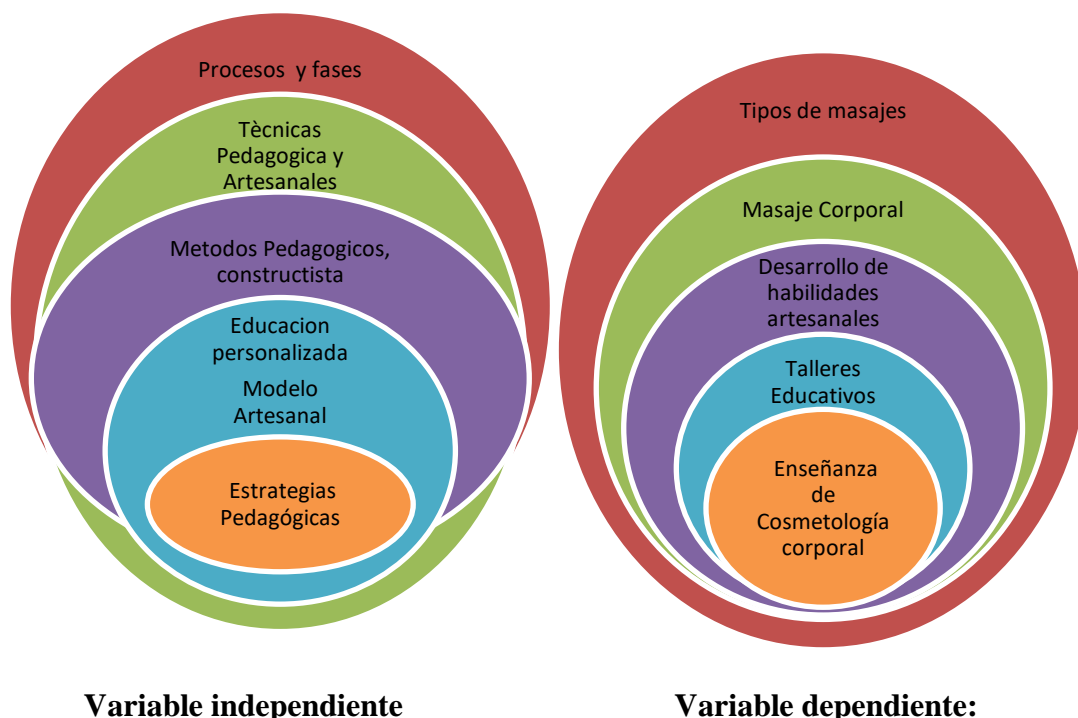 Procesos y fases
Tècnicas
Pedagogica y
Artesanales
Metodos Pedagogicos,
constructista
Educacion
personalizada
Modelo
Artesanal
Estrategias
Pedagógicas
Variable independiente
Tipos de masajes
Masaje Corporal
Desarrollo de
habilidades
artesanales
Talleres
Educativos
Enseñanza
de
Cosmetología
corporal
Variable dependiente: